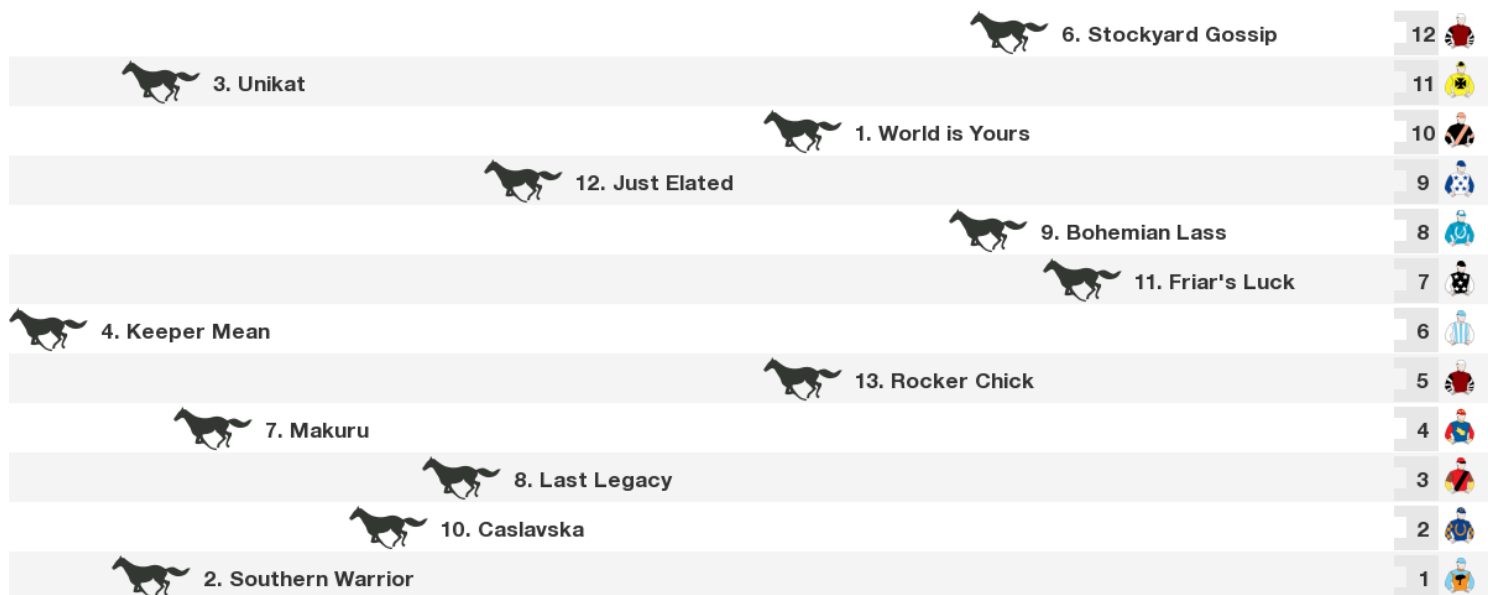 6. Stockyard Gossip 12
3. Unikat 11
1. World is Yours 10
12. Just Elated 9
9. Bohemian Lass 8
11. Friar's Luck 7
4. Keeper Mean 6
13. Rocker Chick 5
7. Makuru 4
8. Last Legacy 3
10. Caslavska 2
2. Southern Warrior 1